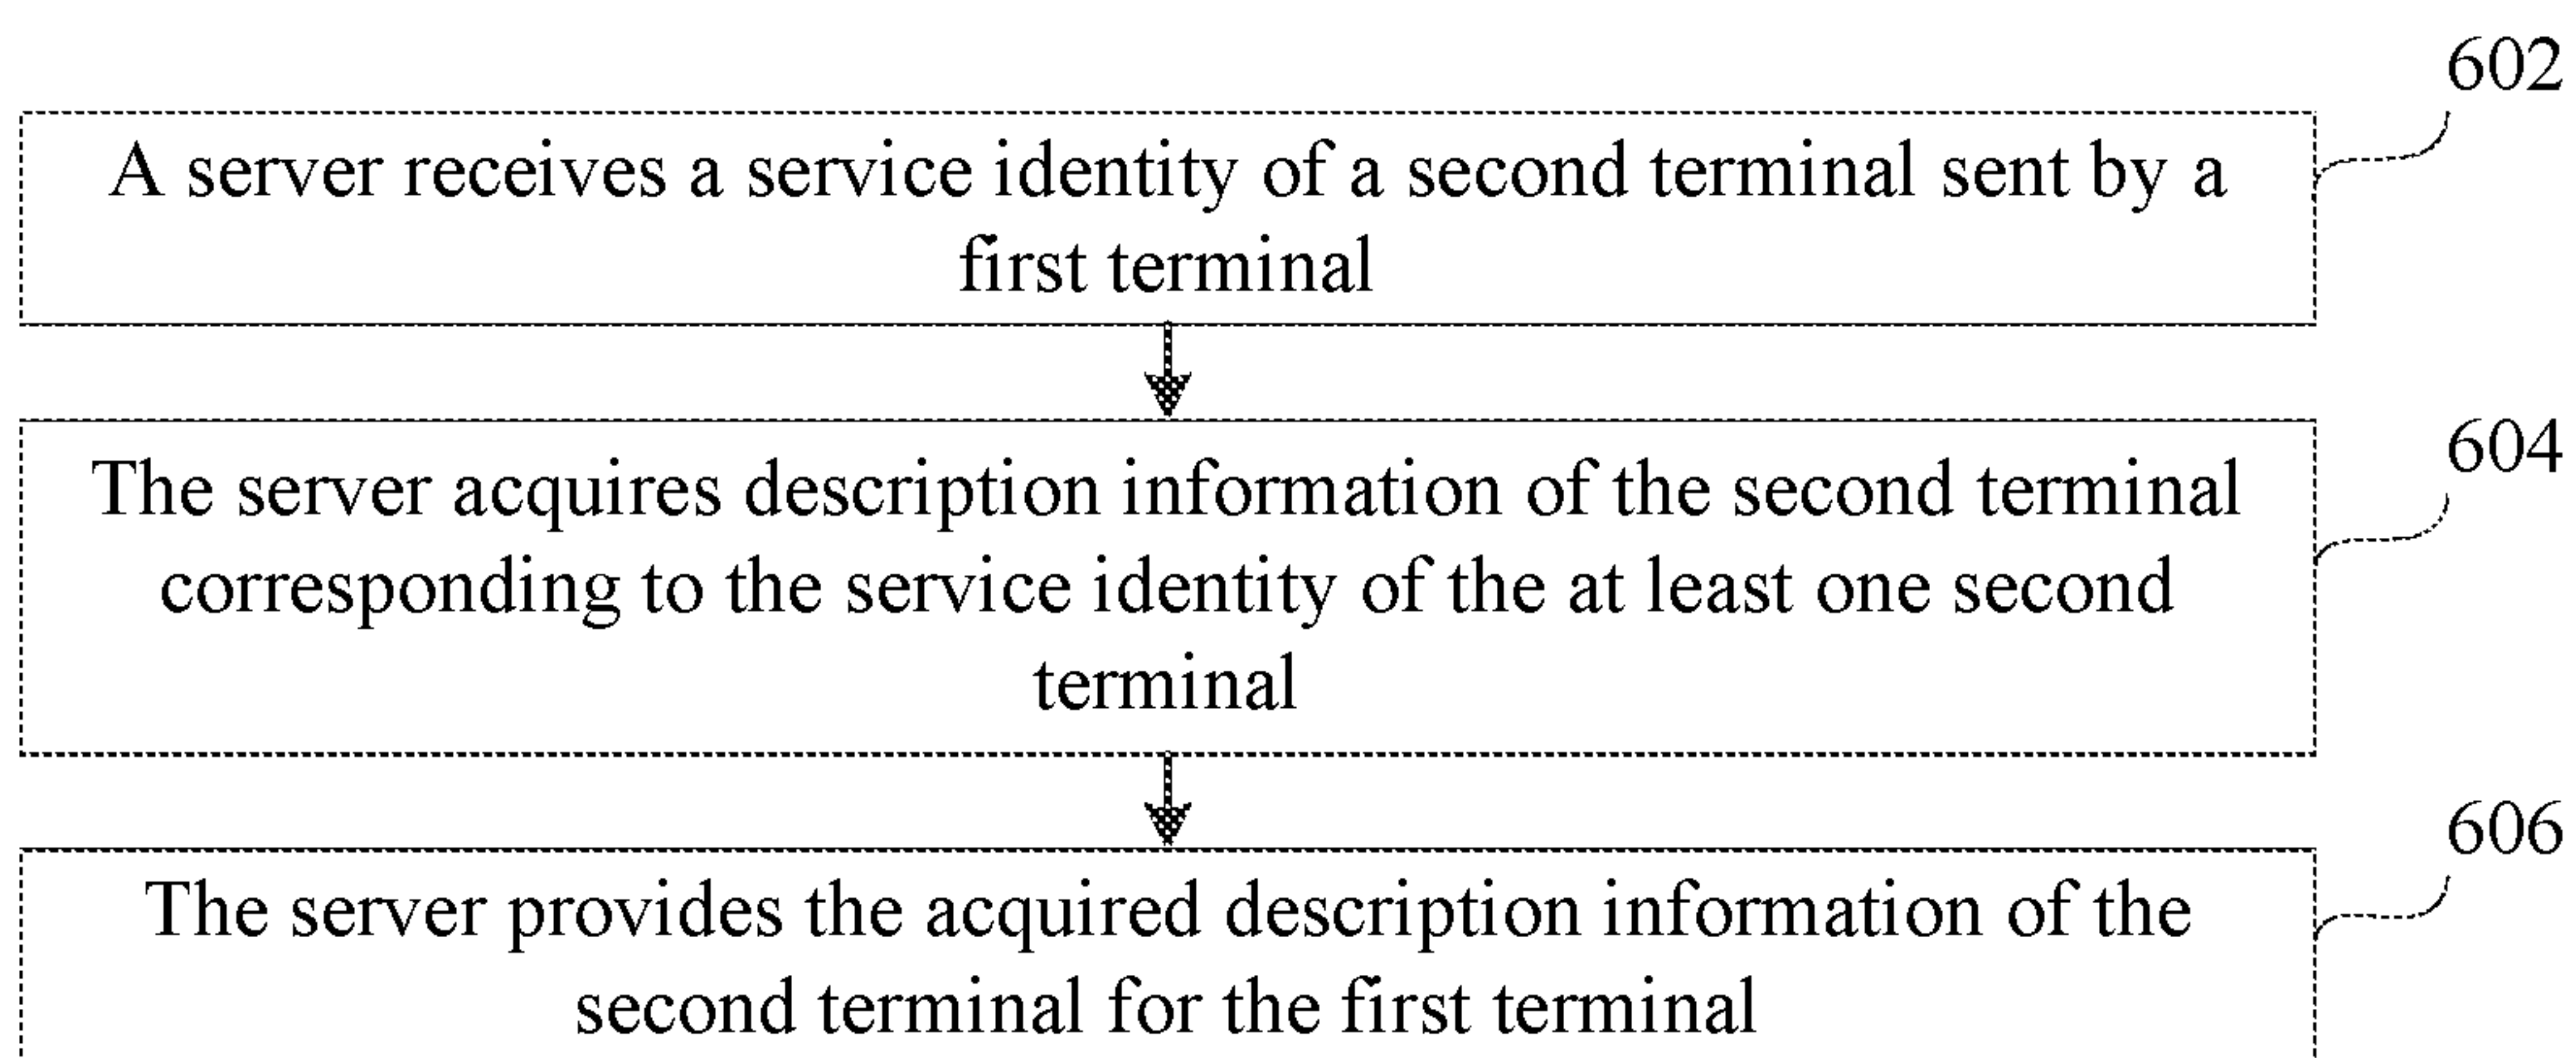 602
A server receives a service identity of a second terminal sent by a
first terminal
604
The server acquires description information of the second terminal
corresponding to the service identity of the at least one second
terminal
606
The server provides the acquired description information of the
second terminal for the first terminal